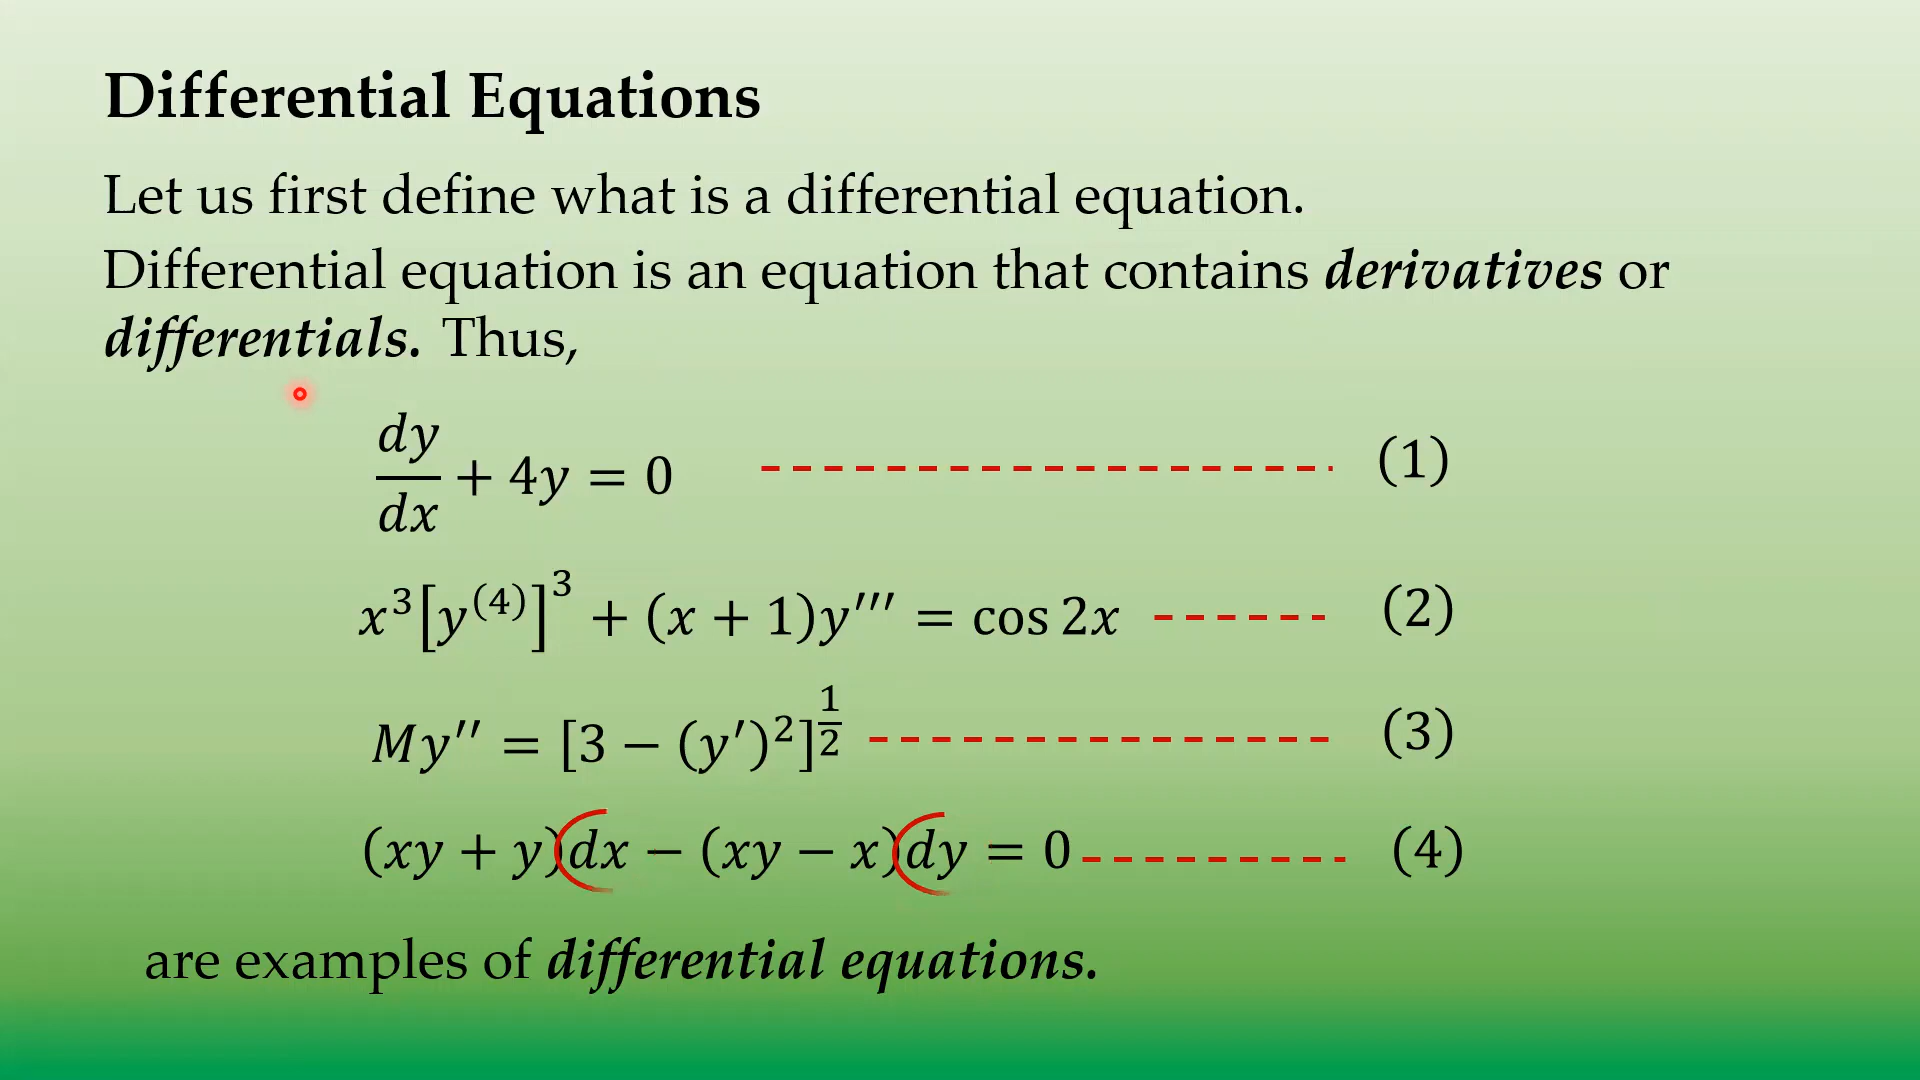 Differential Equations
Let us first define what is a differential equation.
Differential equation is an equation that contains derivatives or
differentials. Thus,
dy/dx + 4y = 0 (1)
x³[y⁽⁴⁾]³ + (x + 1)y′′′ = cos 2x (2)
My′′ = [3 − (y′)²]^(1/2) (3)
(xy + y)dx − (xy − x)dy = 0 (4)
are examples of differential equations.